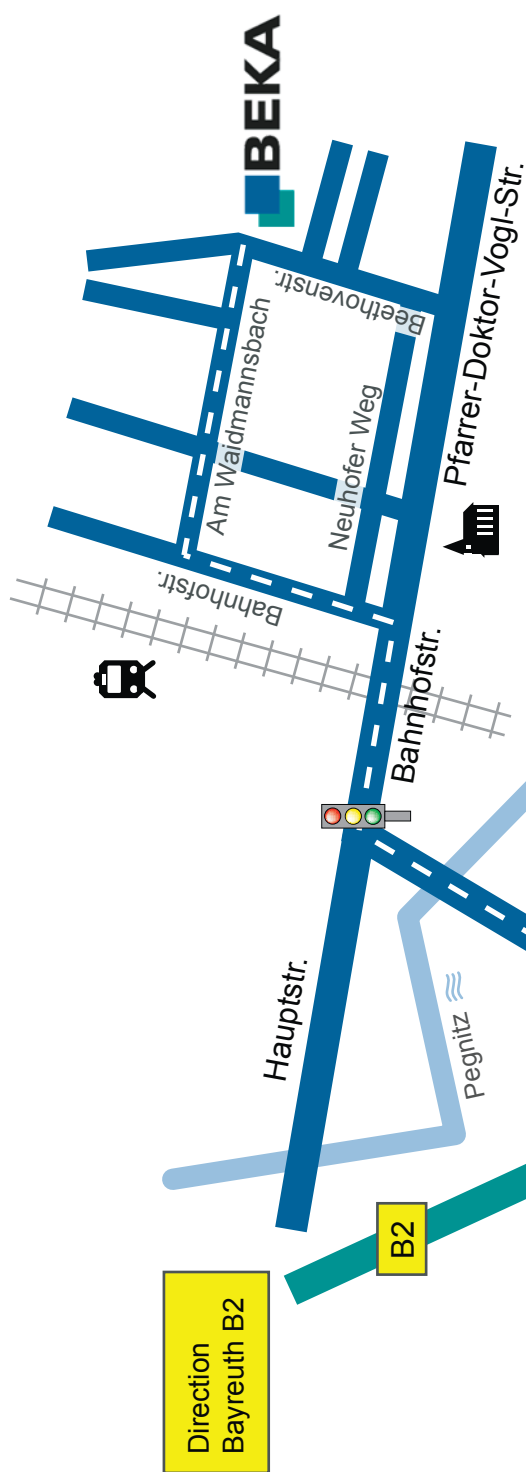 Direction
Bayreuth B2
B2
Hauptstr.
Pegnitz
Bahnhofstr.
Bahnhofstr.
Am Waidmannsbach
Neuhofer Weg
Beethovenstr.
Pfarrer-Doktor-Vogl-Str.
BEKA